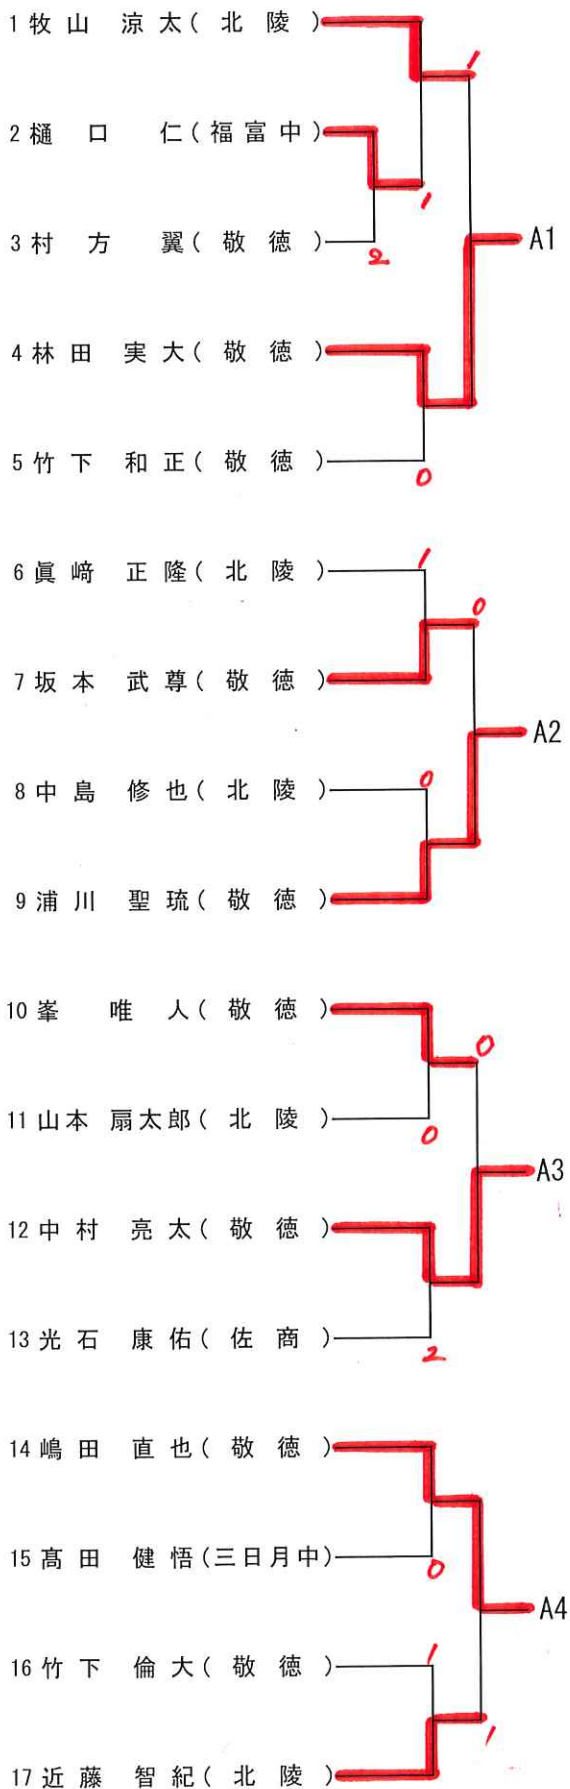 1 牧山 涼太(北陵)
1
2 樋口 仁(福富中)
1
3 村方 翼(敬徳)
2
A1
4 林田 実大(敬徳)
5 竹下 和正(敬徳)
0
6 眞﨑 正隆(北陵)
1
0
7 坂本 武尊(敬徳)
A2
8 中島 修也(北陵)
0
9 浦川 聖琉(敬徳)
10 峯 唯人(敬徳)
0
11 山本 扇太郎(北陵)
0
A3
12 中村 亮太(敬徳)
13 光石 康佑(佐商)
2
14 嶋田 直也(敬徳)
15 髙田 健悟(三日月中)
0
A4
16 竹下 倫大(敬徳)
1
1
17 近藤 智紀(北陵)